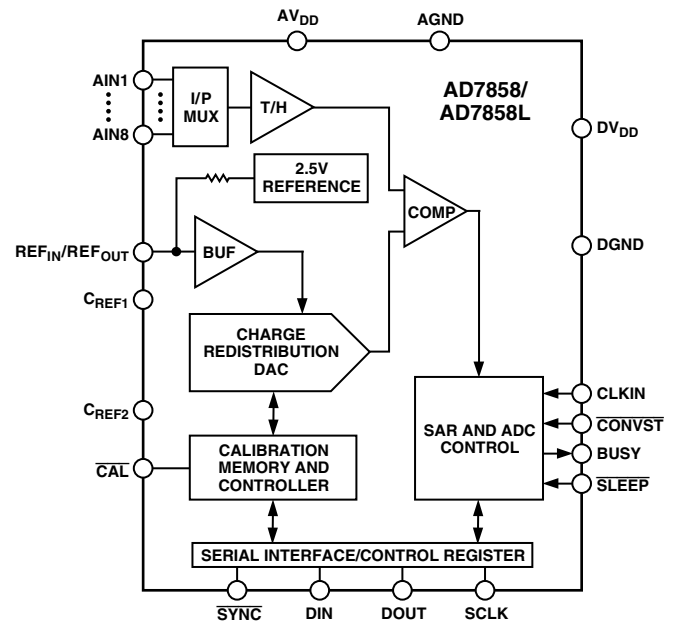 AVDD
AGND
AIN1
AIN8
I/P
MUX
T/H
AD7858/
AD7858L
DVDD
2.5V
REFERENCE
COMP
REFIN/REFOUT
BUF
DGND
CREF1
CHARGE
REDISTRIBUTION
DAC
CREF2
SAR AND ADC
CONTROL
CLKIN
CONVST
BUSY
SLEEP
CAL
CALIBRATION
MEMORY AND
CONTROLLER
SERIAL INTERFACE/CONTROL REGISTER
SYNC
DIN
DOUT
SCLK